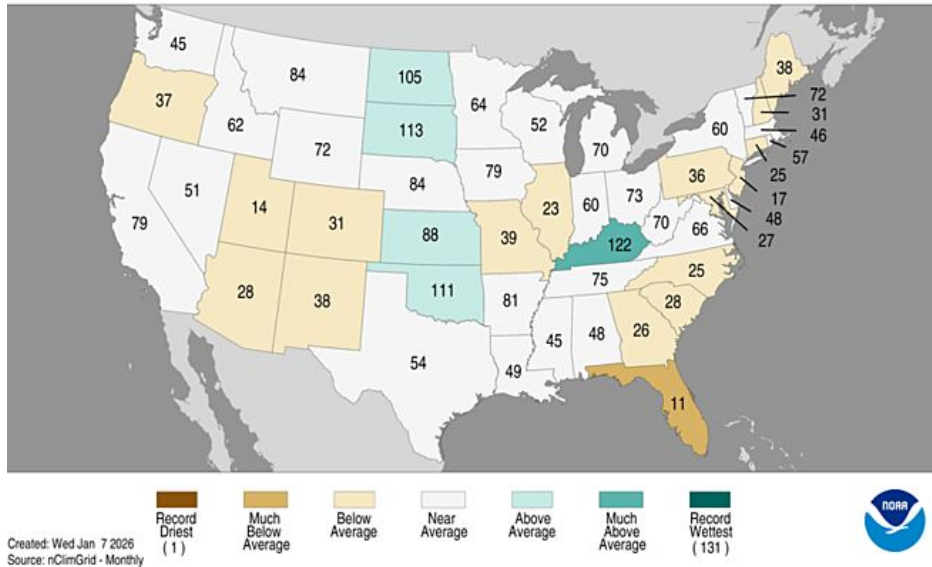 45
84
105
64
38
37
62
72
113
52
70
60
72
31
46
57
25
17
48
27
51
79
14
31
84
79
23
60
73
36
70
66
88
39
122
28
38
111
81
75
25
28
26
54
49
45
48
11
Record
Driest
( 1 )
Much
Below
Average
Below
Average
Near
Average
Above
Average
Much
Above
Average
Record
Wettest
( 131 )
NOAA
Created: Wed Jan 7 2026
Source: nClimGrid - Monthly